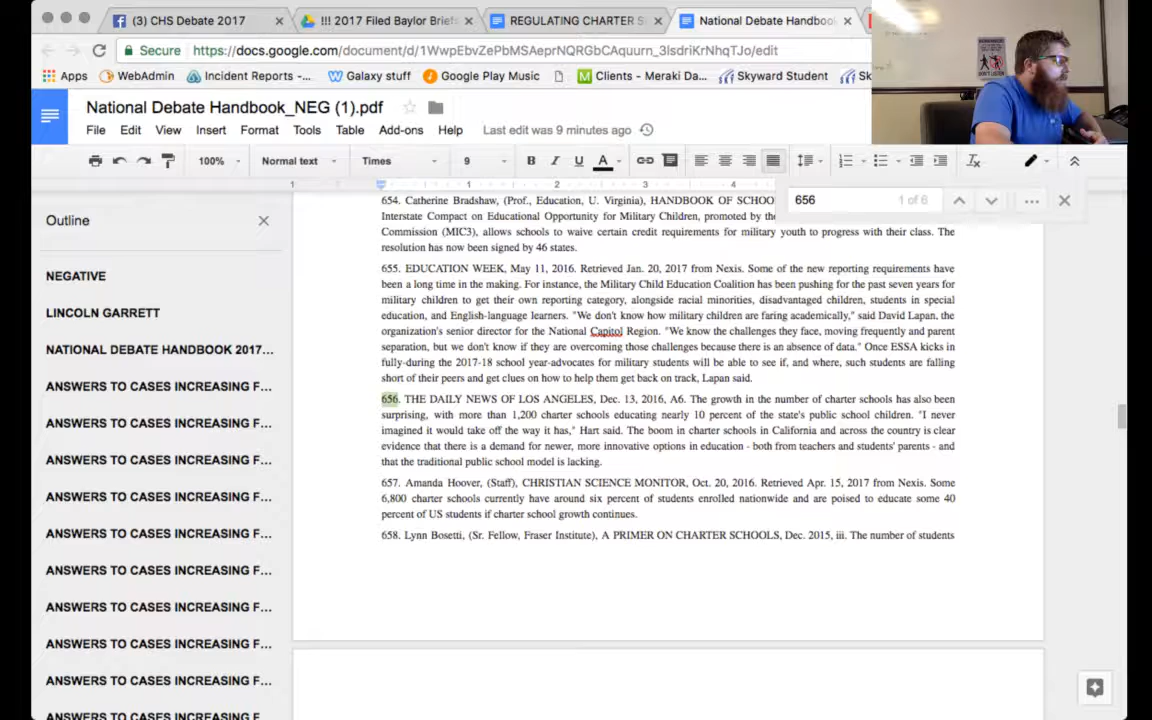 (3) CHS Debate 2017
!!! 2017 Filed Baylor Briefs
REGULATING CHARTER S
National Debate Handbook
Secure https://docs.google.com/document/d/1WwpEbvZePbMSAeprNQRGbCAquurn_3lsdriKrNhqTJo/edit
Apps WebAdmin Incident Reports -... Galaxy stuff Google Play Music Clients - Meraki Da... Skyward Student Sk
National Debate Handbook_NEG (1).pdf
File Edit View Insert Format Tools Table Add-ons Help Last edit was 9 minutes ago
100% Normal text Times 9 B I U A
1 1 2 3 4
656 1 of 6
Outline
NEGATIVE
LINCOLN GARRETT
NATIONAL DEBATE HANDBOOK 2017...
ANSWERS TO CASES INCREASING F...
ANSWERS TO CASES INCREASING F...
ANSWERS TO CASES INCREASING F...
ANSWERS TO CASES INCREASING F...
ANSWERS TO CASES INCREASING F...
ANSWERS TO CASES INCREASING F...
ANSWERS TO CASES INCREASING F...
ANSWERS TO CASES INCREASING F...
ANSWERS TO CASES INCREASING F...
ANSWERS TO CASES INCREASING F
654. Catherine Bradshaw, (Prof., Education, U. Virginia), HANDBOOK OF SCHOO
Interstate Compact on Educational Opportunity for Military Children, promoted by the
Commission (MIC3), allows schools to waive certain credit requirements for military youth to progress with their class. The
resolution has now been signed by 46 states.
655. EDUCATION WEEK, May 11, 2016. Retrieved Jan. 20, 2017 from Nexis. Some of the new reporting requirements have
been a long time in the making. For instance, the Military Child Education Coalition has been pushing for the past seven years for
military children to get their own reporting category, alongside racial minorities, disadvantaged children, students in special
education, and English-language learners. "We don't know how military children are faring academically," said David Lapan, the
organization's senior director for the National Capitol Region. "We know the challenges they face, moving frequently and parent
separation, but we don't know if they are overcoming those challenges because there is an absence of data." Once ESSA kicks in
fully-during the 2017-18 school year-advocates for military students will be able to see if, and where, such students are falling
short of their peers and get clues on how to help them get back on track, Lapan said.
656. THE DAILY NEWS OF LOS ANGELES, Dec. 13, 2016, A6. The growth in the number of charter schools has also been
surprising, with more than 1,200 charter schools educating nearly 10 percent of the state's public school children. "I never
imagined it would take off the way it has," Hart said. The boom in charter schools in California and across the country is clear
evidence that there is a demand for newer, more innovative options in education - both from teachers and students' parents - and
that the traditional public school model is lacking.
657. Amanda Hoover, (Staff), CHRISTIAN SCIENCE MONITOR, Oct. 20, 2016. Retrieved Apr. 15, 2017 from Nexis. Some
6,800 charter schools currently have around six percent of students enrolled nationwide and are poised to educate some 40
percent of US students if charter school growth continues.
658. Lynn Bosetti, (Sr. Fellow, Fraser Institute), A PRIMER ON CHARTER SCHOOLS, Dec. 2015, iii. The number of students